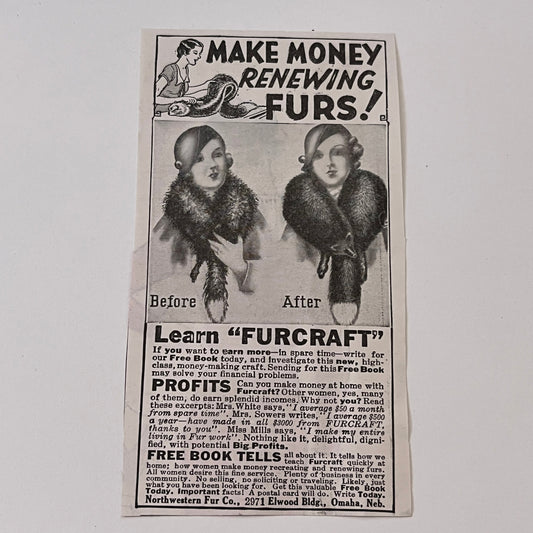 MAKE MONEY
RENEWING
FURS!
Before
After
Learn "FURCRAFT"
If you want to earn more—in spare time—write for
our Free Book today, and investigate this new, high-
class, money-making craft. Sending for this Free Book
may solve your financial problems.
PROFITS Can you make money at home with
Furcraft? Other women, yes, many
of them, do earn splendid incomes. Why not you? Read
these excerpts: Mrs. White says, "I average $50 a month
from spare time". Mrs. Sowers writes, "I average $500
a year—have made in all $3000 from FURCRAFT,
thanks to you". Miss Mills says, "I make my entire
living in Fur work". Nothing like it, delightful, digni-
fied, with potential Big Profits.
FREE BOOK TELLS all about it. It tells how we
teach Furcraft quickly at
home; how women make money recreating and renewing furs.
All women desire this fine service. Plenty of business in every
community. No selling, no soliciting or traveling. Likely, just
what you have been looking for. Get this valuable Free Book
Today. Important facts! A postal card will do. Write Today.
Northwestern Fur Co., 2971 Elwood Bldg., Omaha, Neb.